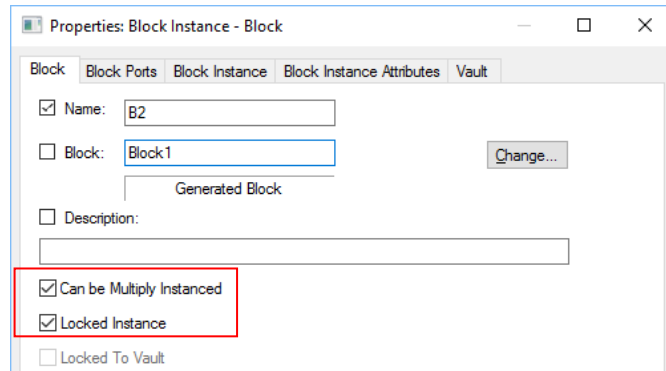 Properties: Block Instance - Block
Block Block Ports Block Instance Block Instance Attributes Vault
Name: B2
Block: Block1 Change...
Generated Block
Description:
Can be Multiply Instanced
Locked Instance
Locked To Vault